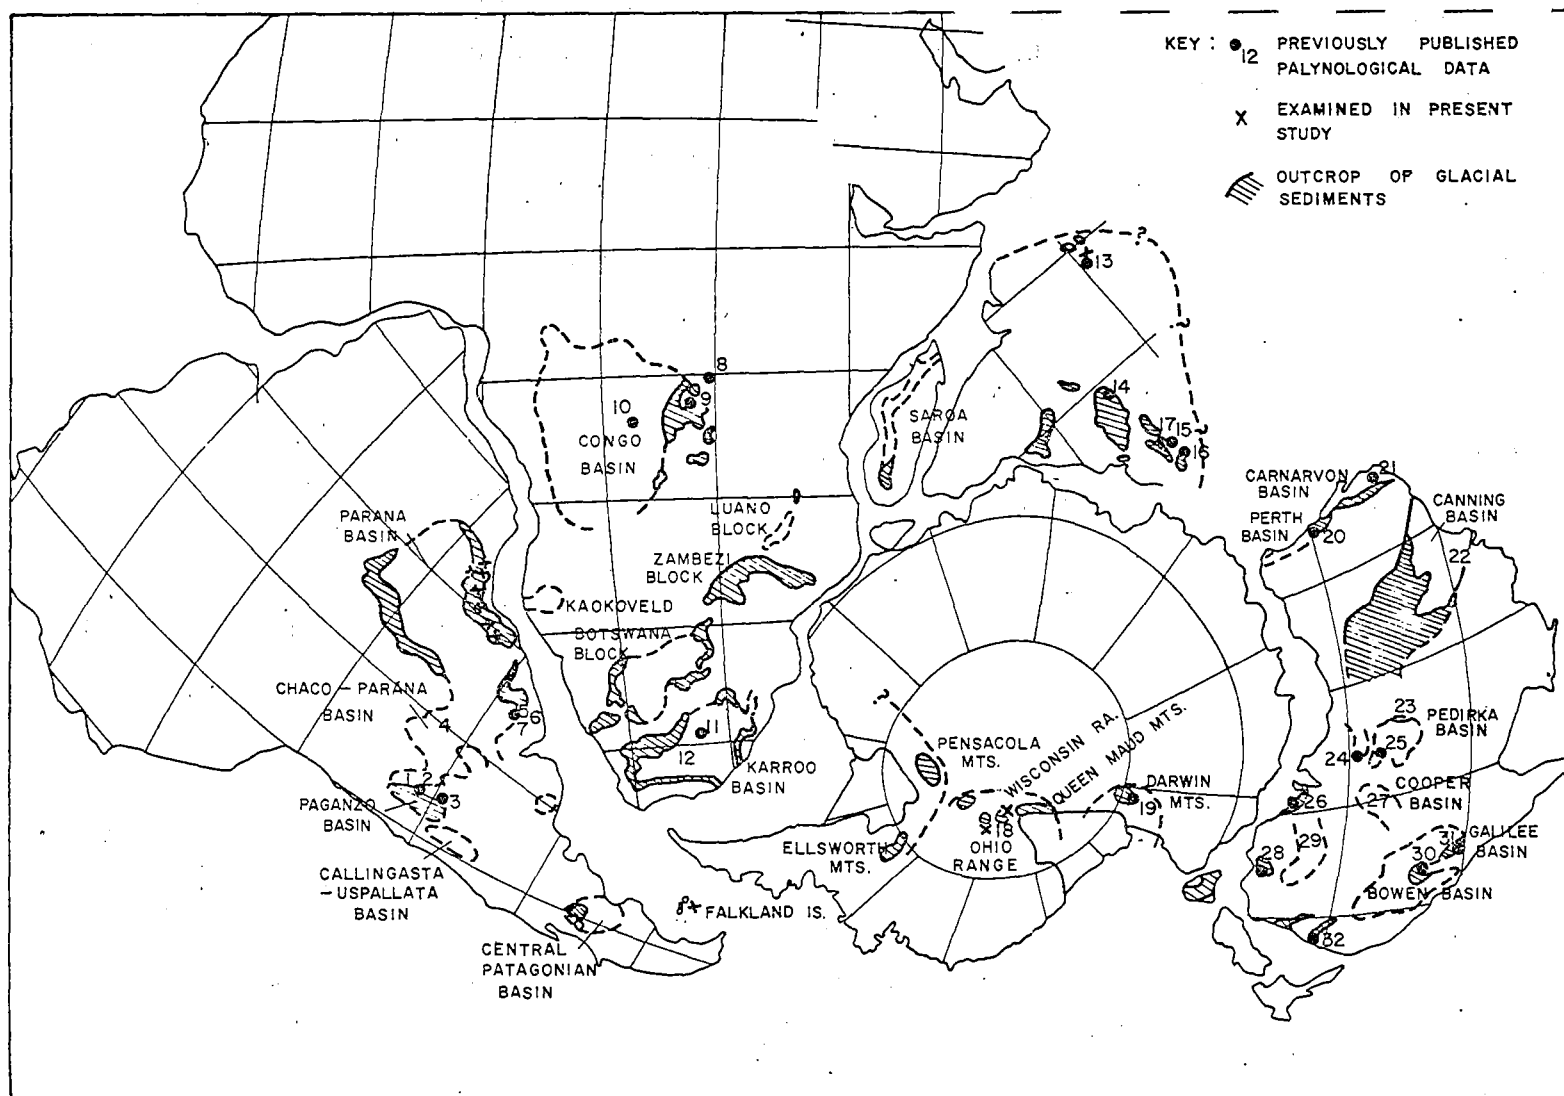 KEY : 12 PREVIOUSLY PUBLISHED
PALYNOLOGICAL DATA
X EXAMINED IN PRESENT
STUDY
OUTCROP OF GLACIAL
SEDIMENTS
?
13
?
8
9
10
CONGO
BASIN
SAROA
BASIN
14
17
15
?
16
CARNARVON
BASIN
21
CANNING
BASIN
PERTH
BASIN
20
22
LUANO
BLOCK
PARANA
BASIN
ZAMBEZI
BLOCK
KAOKOVELD
BOTSWANA
BLOCK
CHACO - PARANA
BASIN
4
5
7
6
11
12
KARROO
BASIN
?
PENSACOLA
MTS.
WISCONSIN RA.
QUEEN MAUD MTS.
DARWIN
MTS.
19
23
PEDIRKA
BASIN
24
25
COOPER
BASIN
26
27
1
2
3
PAGANZO
BASIN
18
OHIO
RANGE
ELLSWORTH
MTS.
28
29
30
31
GALILEE
BASIN
BOWEN BASIN
32
CALLINGASTA
- USPALLATA
BASIN
FALKLAND IS.
CENTRAL
PATAGONIAN
BASIN